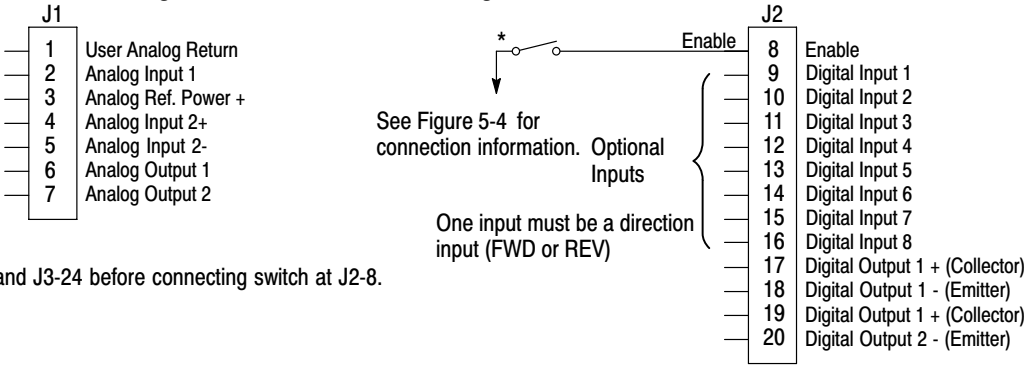 J1
1 User Analog Return
2 Analog Input 1
3 Analog Ref. Power +
4 Analog Input 2+
5 Analog Input 2-
6 Analog Output 1
7 Analog Output 2
and J3-24 before connecting switch at J2-8.
*
Enable
See Figure 5-4 for
connection information.
Optional
Inputs
One input must be a direction
input (FWD or REV)
J2
8 Enable
9 Digital Input 1
10 Digital Input 2
11 Digital Input 3
12 Digital Input 4
13 Digital Input 5
14 Digital Input 6
15 Digital Input 7
16 Digital Input 8
17 Digital Output 1 + (Collector)
18 Digital Output 1 - (Emitter)
19 Digital Output 1 + (Collector)
20 Digital Output 2 - (Emitter)